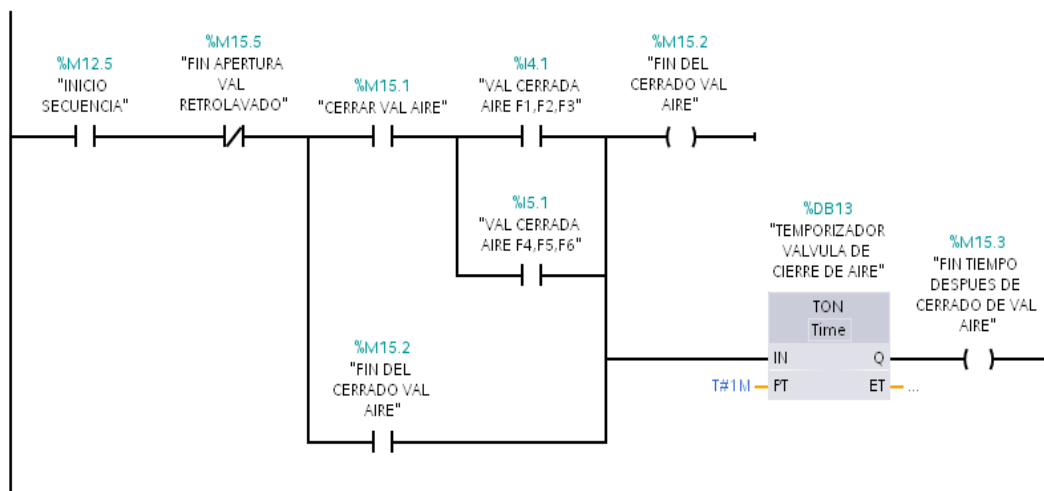 %M12.5
"INICIO
SECUENCIA"
%M15.5
"FIN APERTURA
VAL
RETROLAVADO"
%M15.1
"CERRAR VAL AIRE"
%I4.1
"VAL CERRADA
AIRE F1,F2,F3"
%M15.2
"FIN DEL
CERRADO VAL
AIRE"
%I5.1
"VAL CERRADA
AIRE F4,F5,F6"
%DB13
"TEMPORIZADOR
VALVULA DE
CIERRE DE AIRE"
TON
Time
IN
Q
T#1M
PT
ET
...
%M15.3
"FIN TIEMPO
DESPUES DE
CERRADO DE VAL
AIRE"
%M15.2
"FIN DEL
CERRADO VAL
AIRE"